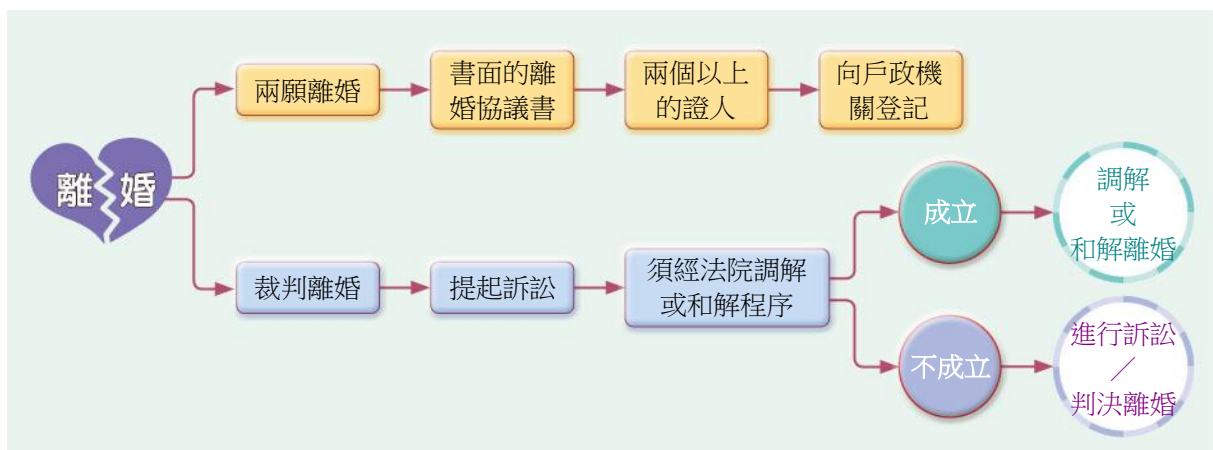 離婚
兩願離婚
書面的離
婚協議書
兩個以上
的證人
向戶政機
關登記
裁判離婚
提起訴訟
須經法院調解
或和解程序
成立
調解
或
和解離婚
不成立
進行訴訟
／
判決離婚